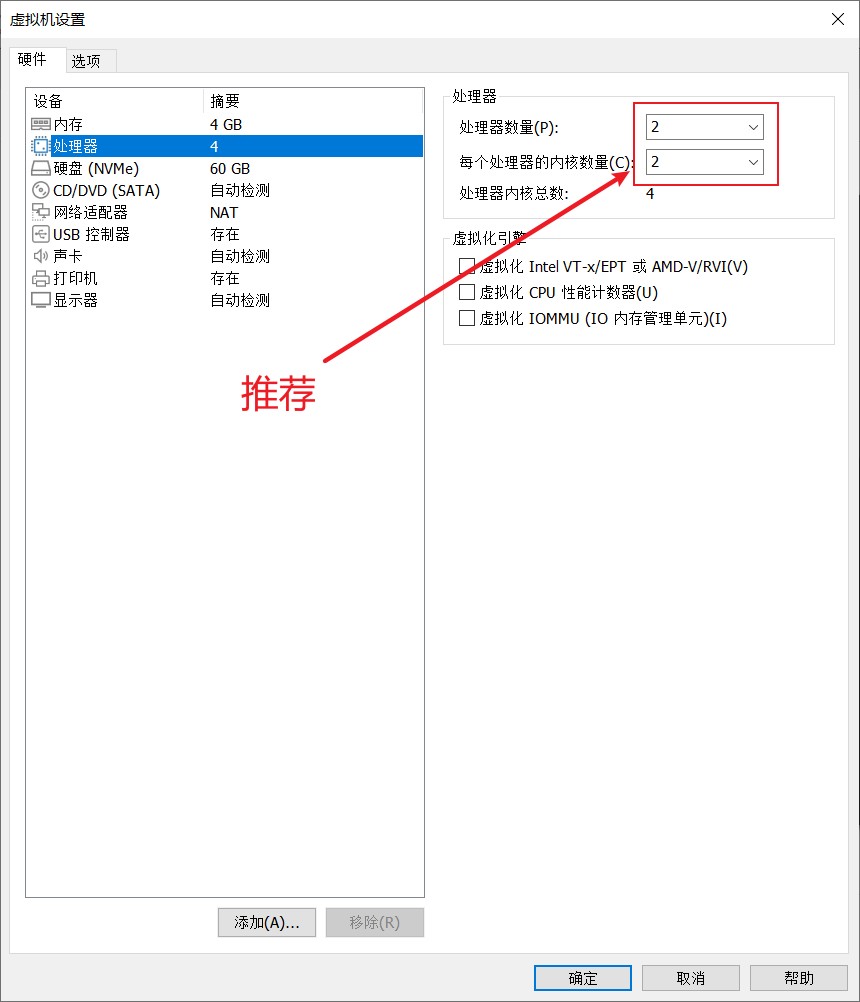 虚拟机设置
硬件 选项
设备 摘要
内存 4 GB
处理器 4
硬盘 (NVMe) 60 GB
CD/DVD (SATA) 自动检测
网络适配器 NAT
USB 控制器 存在
声卡 自动检测
打印机 存在
显示器 自动检测
推荐
添加(A)... 移除(R)
处理器
处理器数量(P): 2
每个处理器的内核数量(C): 2
处理器内核总数: 4
虚拟化引擎
虚拟化 Intel VT-x/EPT 或 AMD-V/RVI(V)
虚拟化 CPU 性能计数器(U)
虚拟化 IOMMU (IO 内存管理单元)(I)
确定 取消 帮助